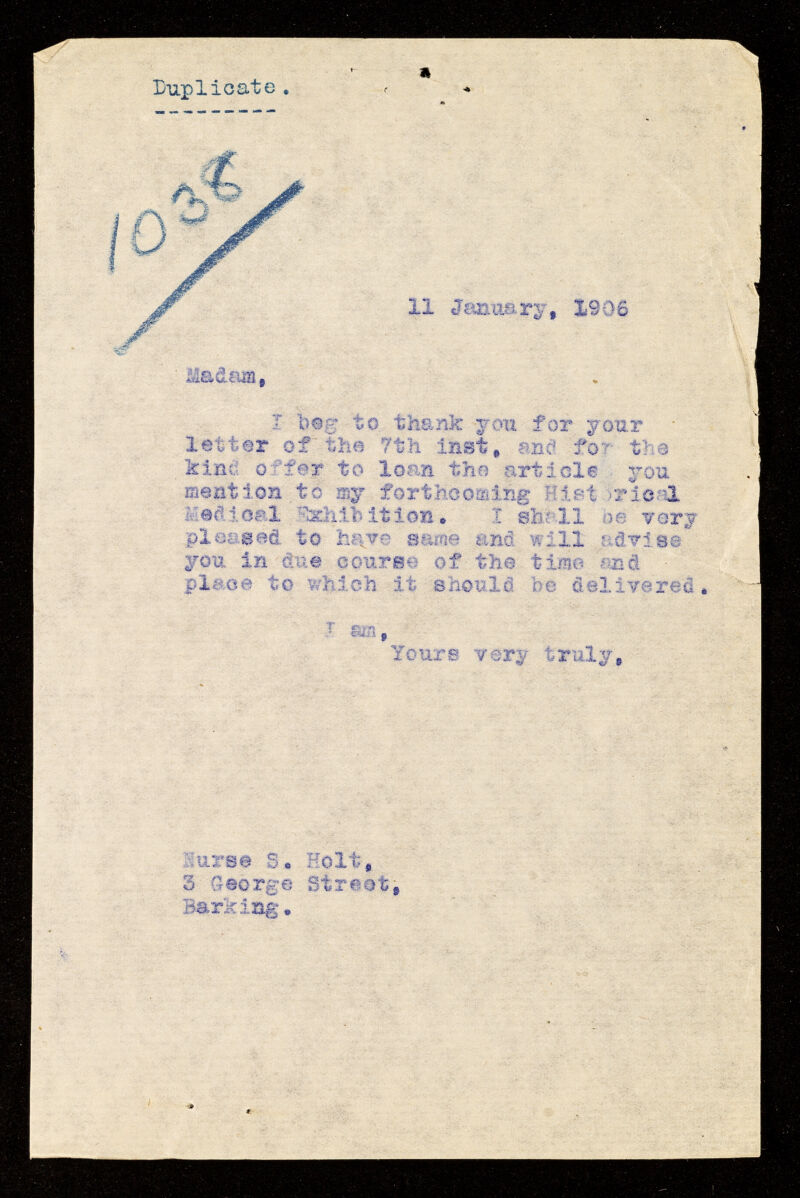 Duplicate.
1038
11 January, 1906
Madam,
I beg to thank you for your
letter of the 7th inst, and for the
kind offer to loan the article you
mention to my forthcoming Historical
Medical Exhibition. I shall be very
pleased to have same and will advise
you in due course of the time and
place to which it should be delivered.
I am,
Yours very truly,
Nurse S. Holt,
3 George Street,
Barking.